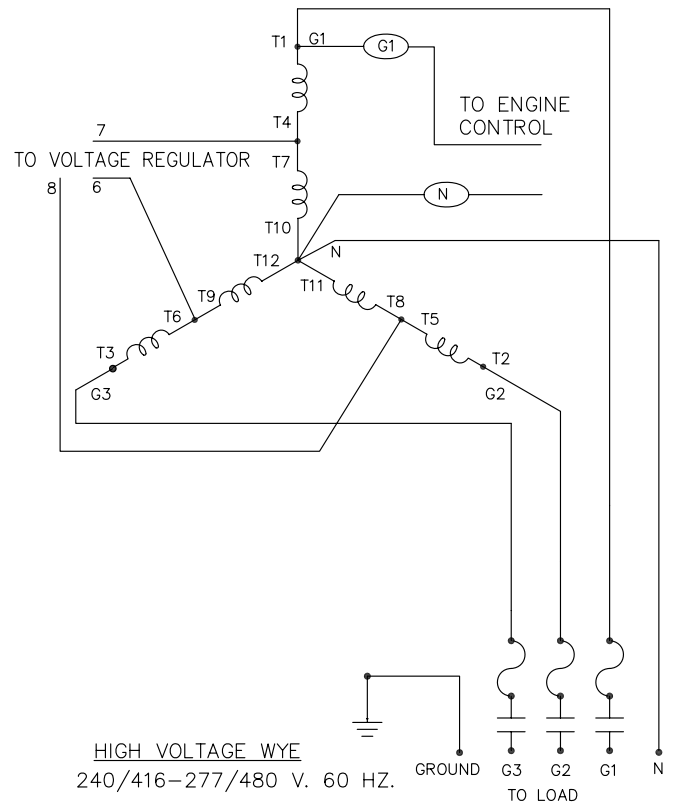 T1 G1
G1
TO ENGINE
CONTROL
T4
7
TO VOLTAGE REGULATOR
T7
8
6
N
T10
N
T12
T11
T9
T8
T6
T5
T3
T2
G3
G2
HIGH VOLTAGE WYE
240/416-277/480 V. 60 HZ.
GROUND
G3
G2
G1
N
TO LOAD